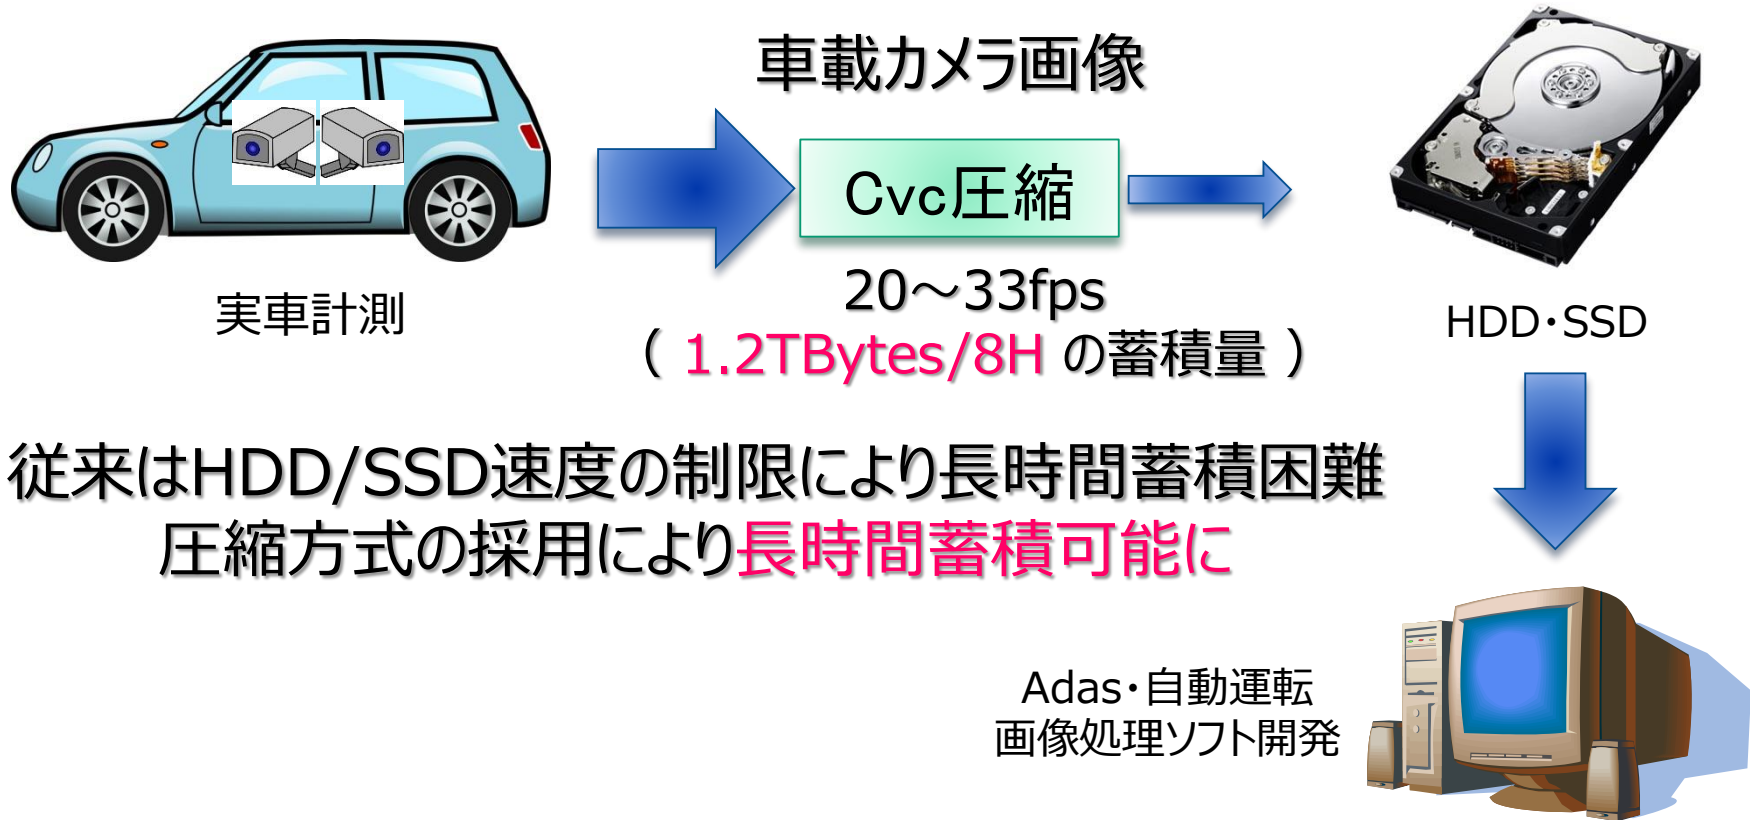 車載カメラ画像
Cvc圧縮
実車計測
20～33fps
（ 1.2TBytes/8H の蓄積量 ）
HDD・SSD
従来はHDD/SSD速度の制限により長時間蓄積困難
圧縮方式の採用により長時間蓄積可能に
Adas・自動運転
画像処理ソフト開発